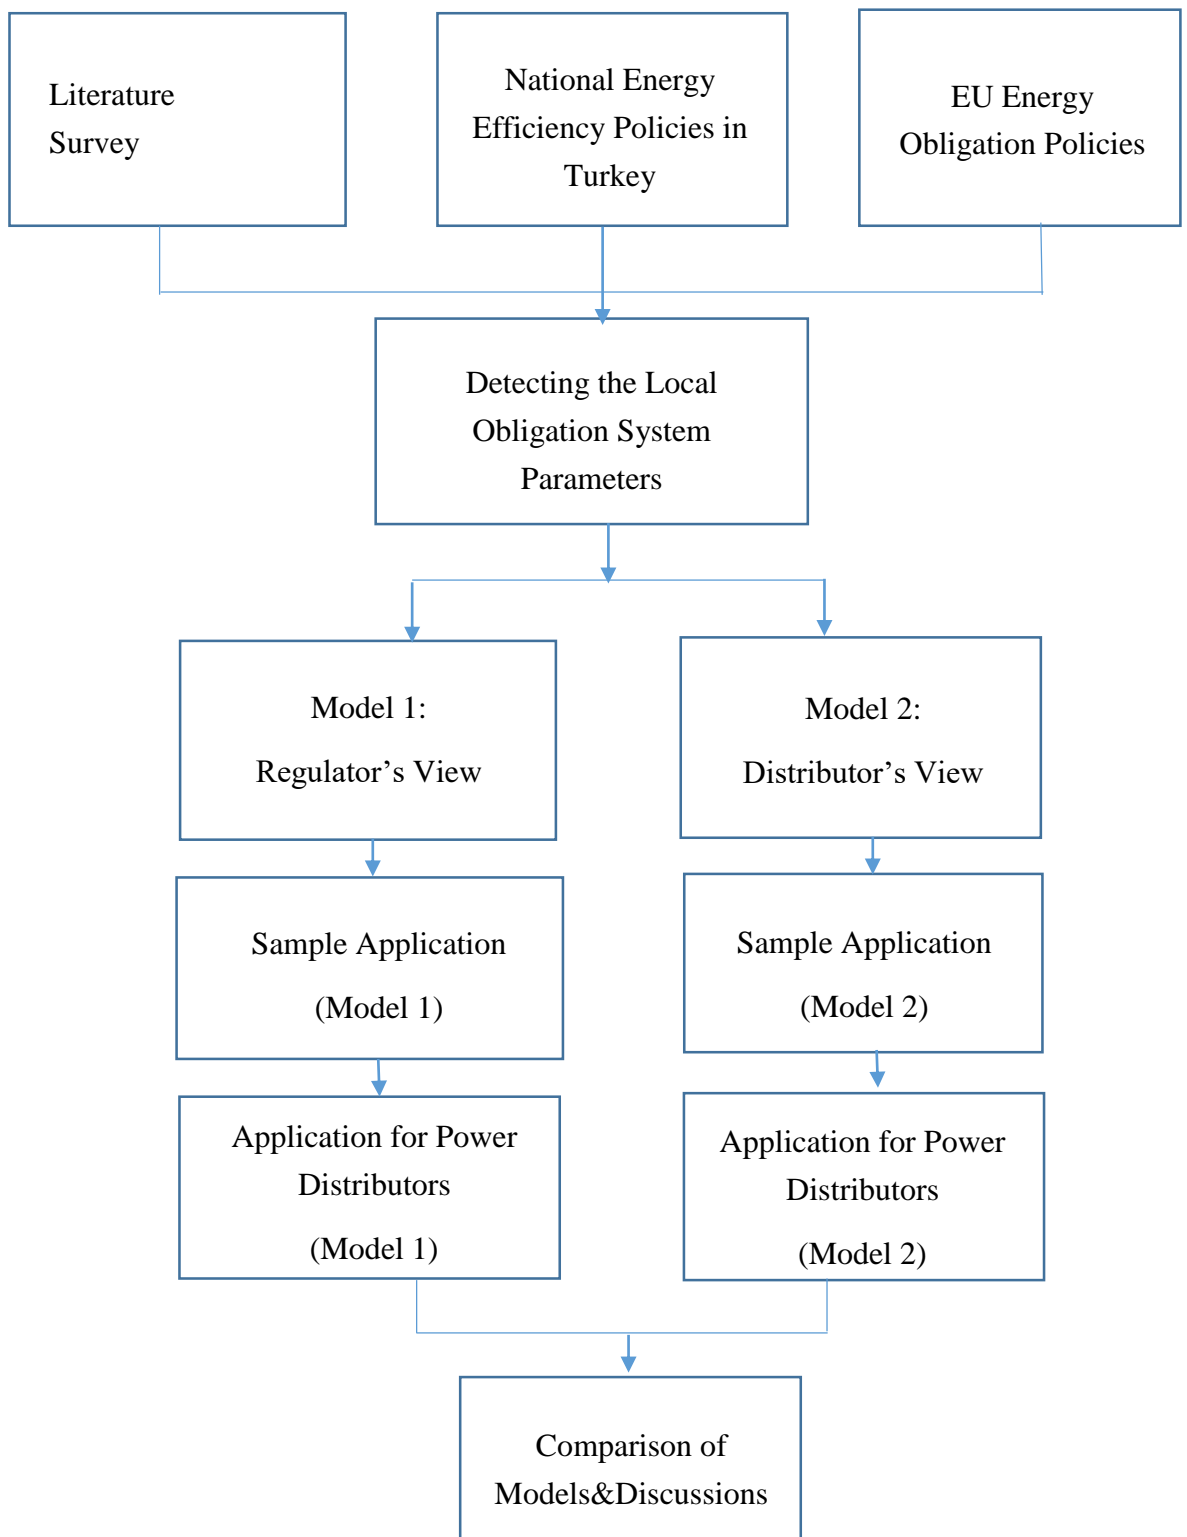 Literature
Survey
National Energy
Efficiency Policies in
Turkey
EU Energy
Obligation Policies
Detecting the Local
Obligation System
Parameters
Model 1:
Regulator’s View
Model 2:
Distributor’s View
Sample Application
(Model 1)
Sample Application
(Model 2)
Application for Power
Distributors
(Model 1)
Application for Power
Distributors
(Model 2)
Comparison of
Models&Discussions